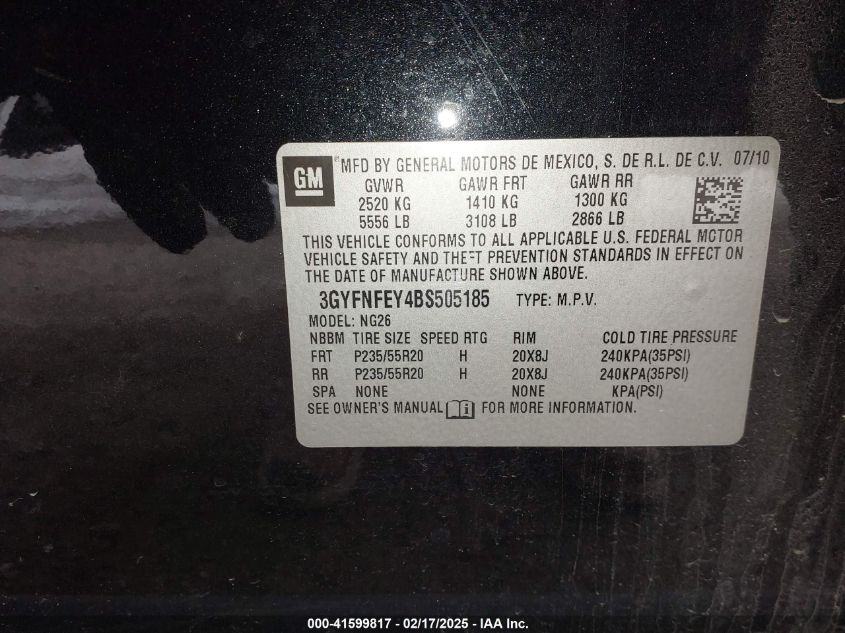 GM
MFD BY GENERAL MOTORS DE MEXICO, S. DE R.L. DE C.V. 07/10
GVWR GAWR FRT GAWR RR
2520 KG 1410 KG 1300 KG
5556 LB 3108 LB 2866 LB
THIS VEHICLE CONFORMS TO ALL APPLICABLE U.S. FEDERAL MOTOR
VEHICLE SAFETY AND THEFT PREVENTION STANDARDS IN EFFECT ON
THE DATE OF MANUFACTURE SHOWN ABOVE.
3GYFNFEY4BS505185 TYPE: M.P.V.
MODEL: NG26
NBBM TIRE SIZE SPEED RTG RIM COLD TIRE PRESSURE
FRT P235/55R20 H 20X8J 240KPA(35PSI)
RR P235/55R20 H 20X8J 240KPA(35PSI)
SPA NONE NONE KPA(PSI)
SEE OWNER'S MANUAL FOR MORE INFORMATION.
000-41599817 - 02/17/2025 - IAA Inc.